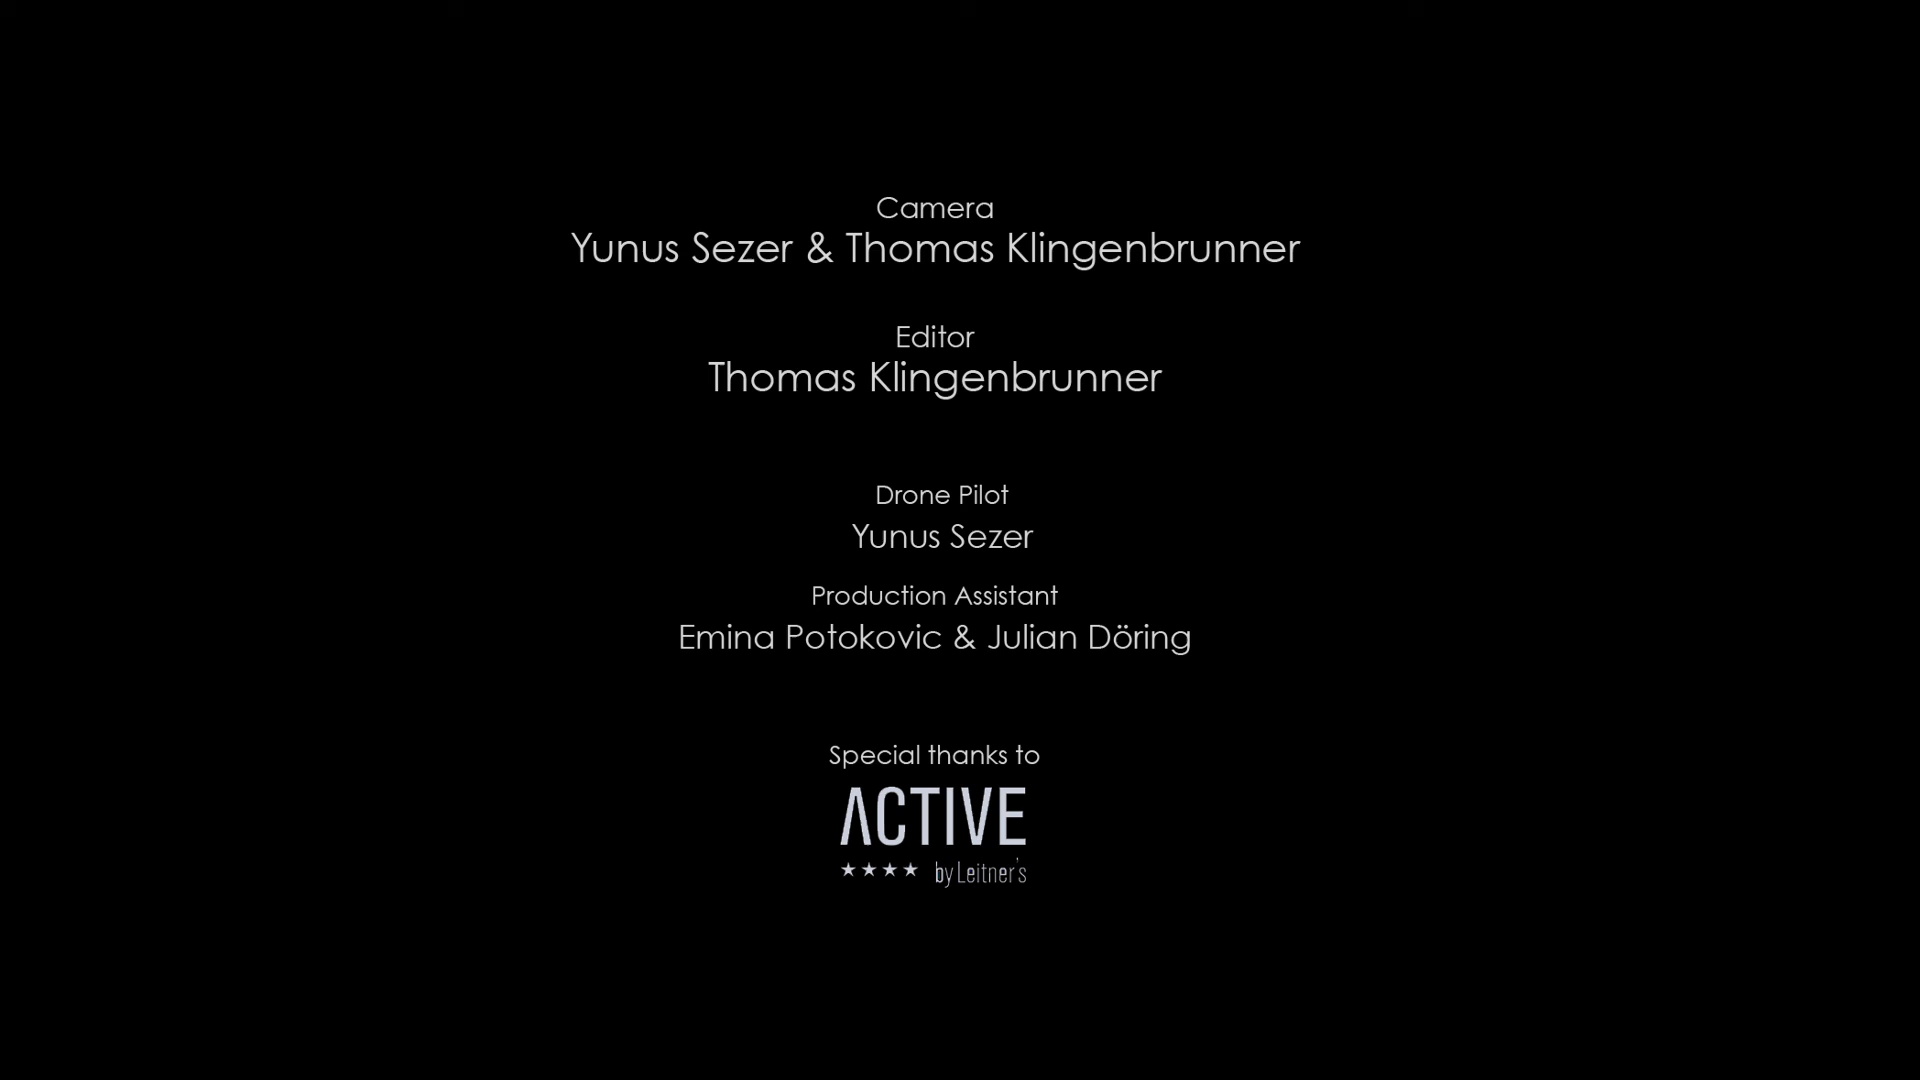 Camera
Yunus Sezer & Thomas Klingenbrunner
Editor
Thomas Klingenbrunner
Drone Pilot
Yunus Sezer
Production Assistant
Emina Potokovic & Julian Döring
Special thanks to
ACTIVE
★★★★ by Leitner's